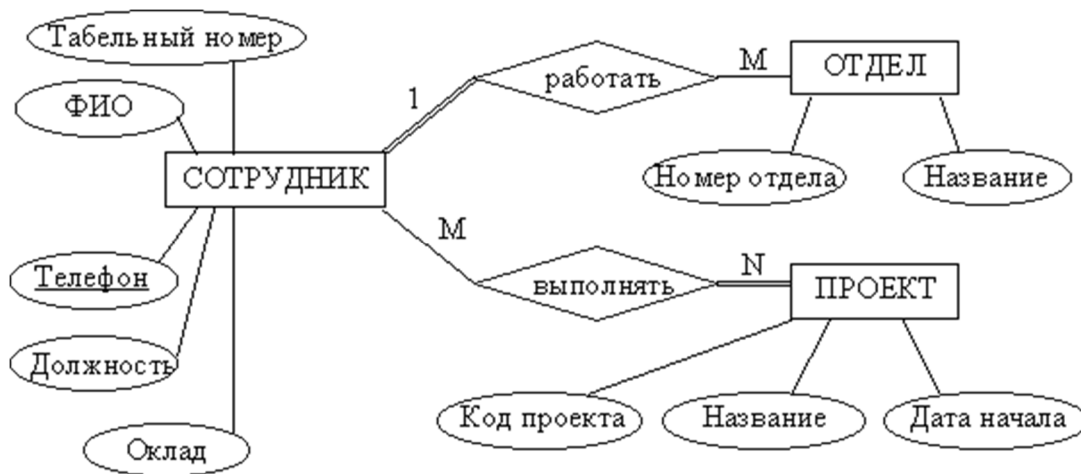 Табельный номер
ФИО
СОТРУДНИК
Телефон
Должность
Оклад
1
работать
М
ОТДЕЛ
Номер отдела
Название
М
выполнять
N
ПРОЕКТ
Код проекта
Название
Дата начала